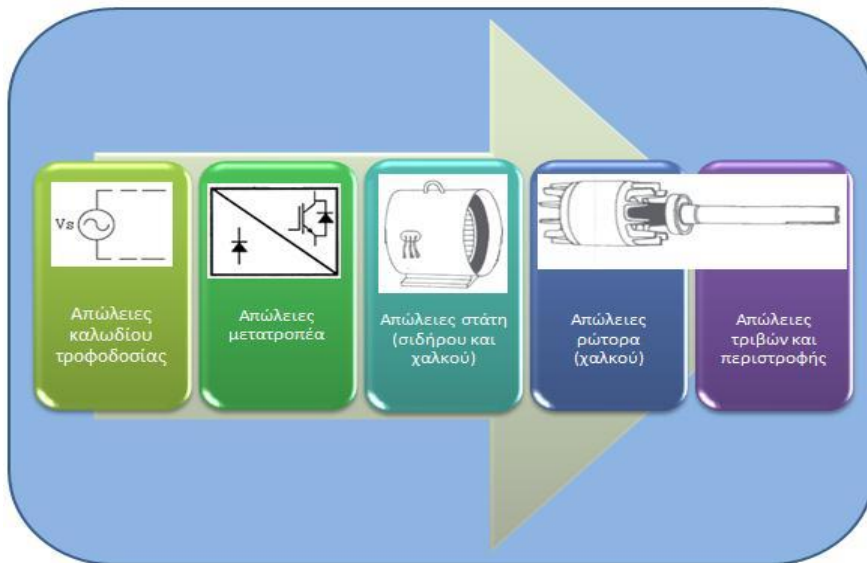 Vs
Απώλειες
καλωδίου
τροφοδοσίας
Απώλειες
μετατροπέα
Απώλειες στάτη
(σιδήρου και
χαλκού)
Απώλειες
ρώτορα
(χαλκού)
Απώλειες
τριβών και
περιστροφής